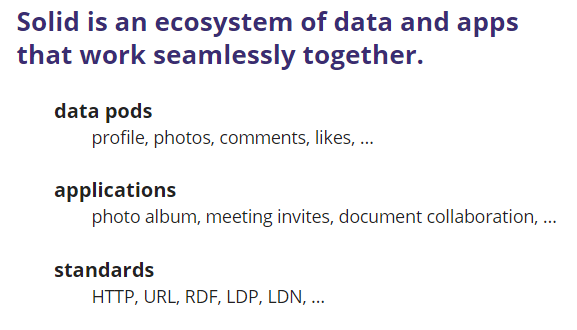 Solid is an ecosystem of data and apps
that work seamlessly together.
data pods
profile, photos, comments, likes, ...
applications
photo album, meeting invites, document collaboration, ...
standards
HTTP, URL, RDF, LDP, LDN, ...